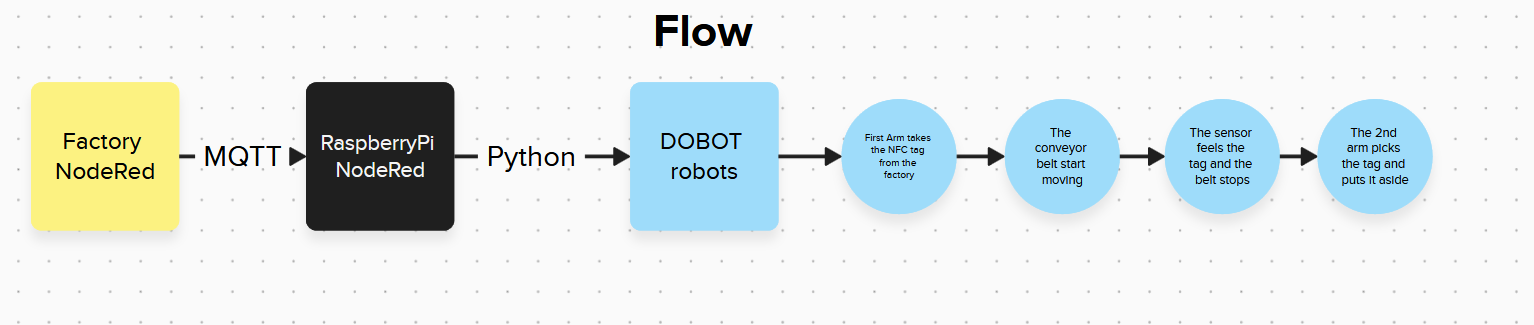 Flow
Factory
NodeRed
MQTT
RaspberryPi
NodeRed
Python
DOBOT
robots
First Arm takes
the NFC tag
from the
factory
The
conveyor
belt start
moving
The sensor
feels the
tag and the
belt stops
The 2nd
arm picks
the tag and
puts it aside